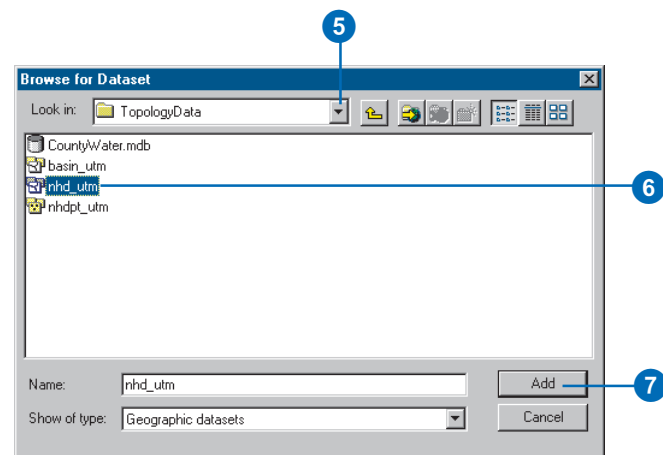 5
Browse for Dataset
Look in: TopologyData
CountyWater.mdb
basin_utm
nhd_utm
6
nhdpt_utm
Name: nhd_utm Add
7
Show of type: Geographic datasets Cancel